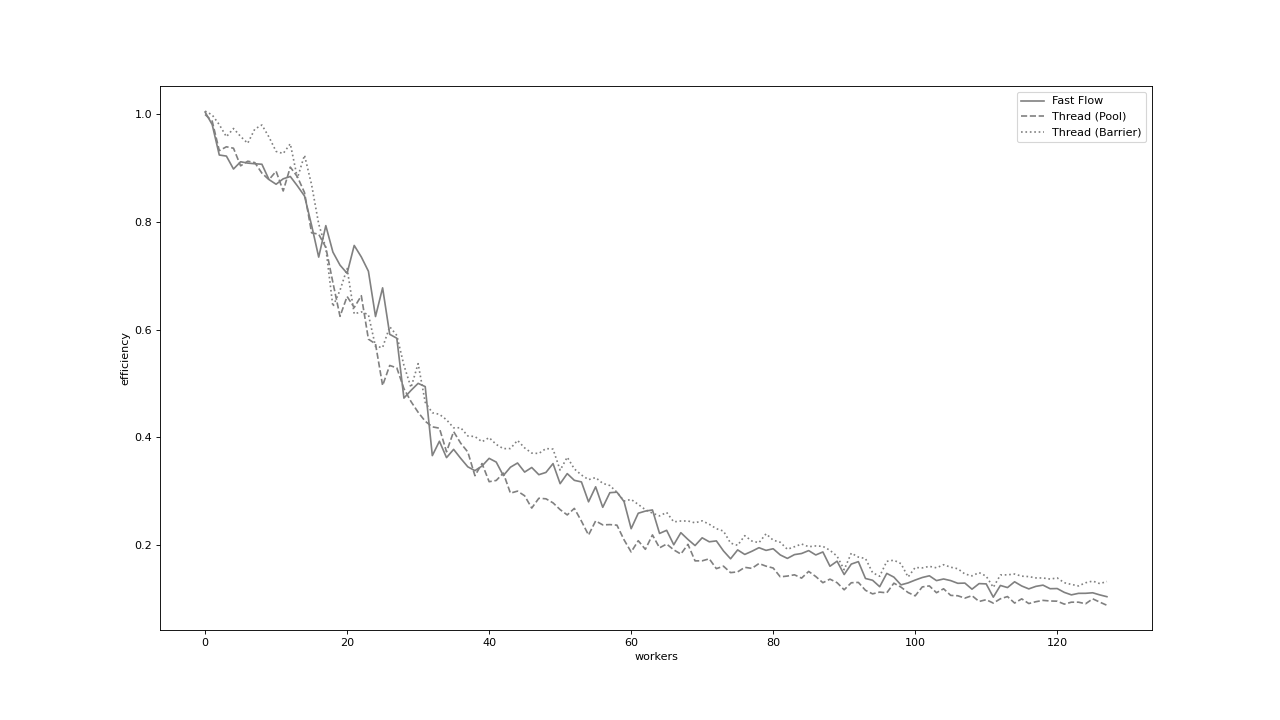 Fast Flow
Thread (Pool)
Thread (Barrier)
1.0
0.8
0.6
0.4
0.2
efficiency
0 20 40 60 80 100 120
workers